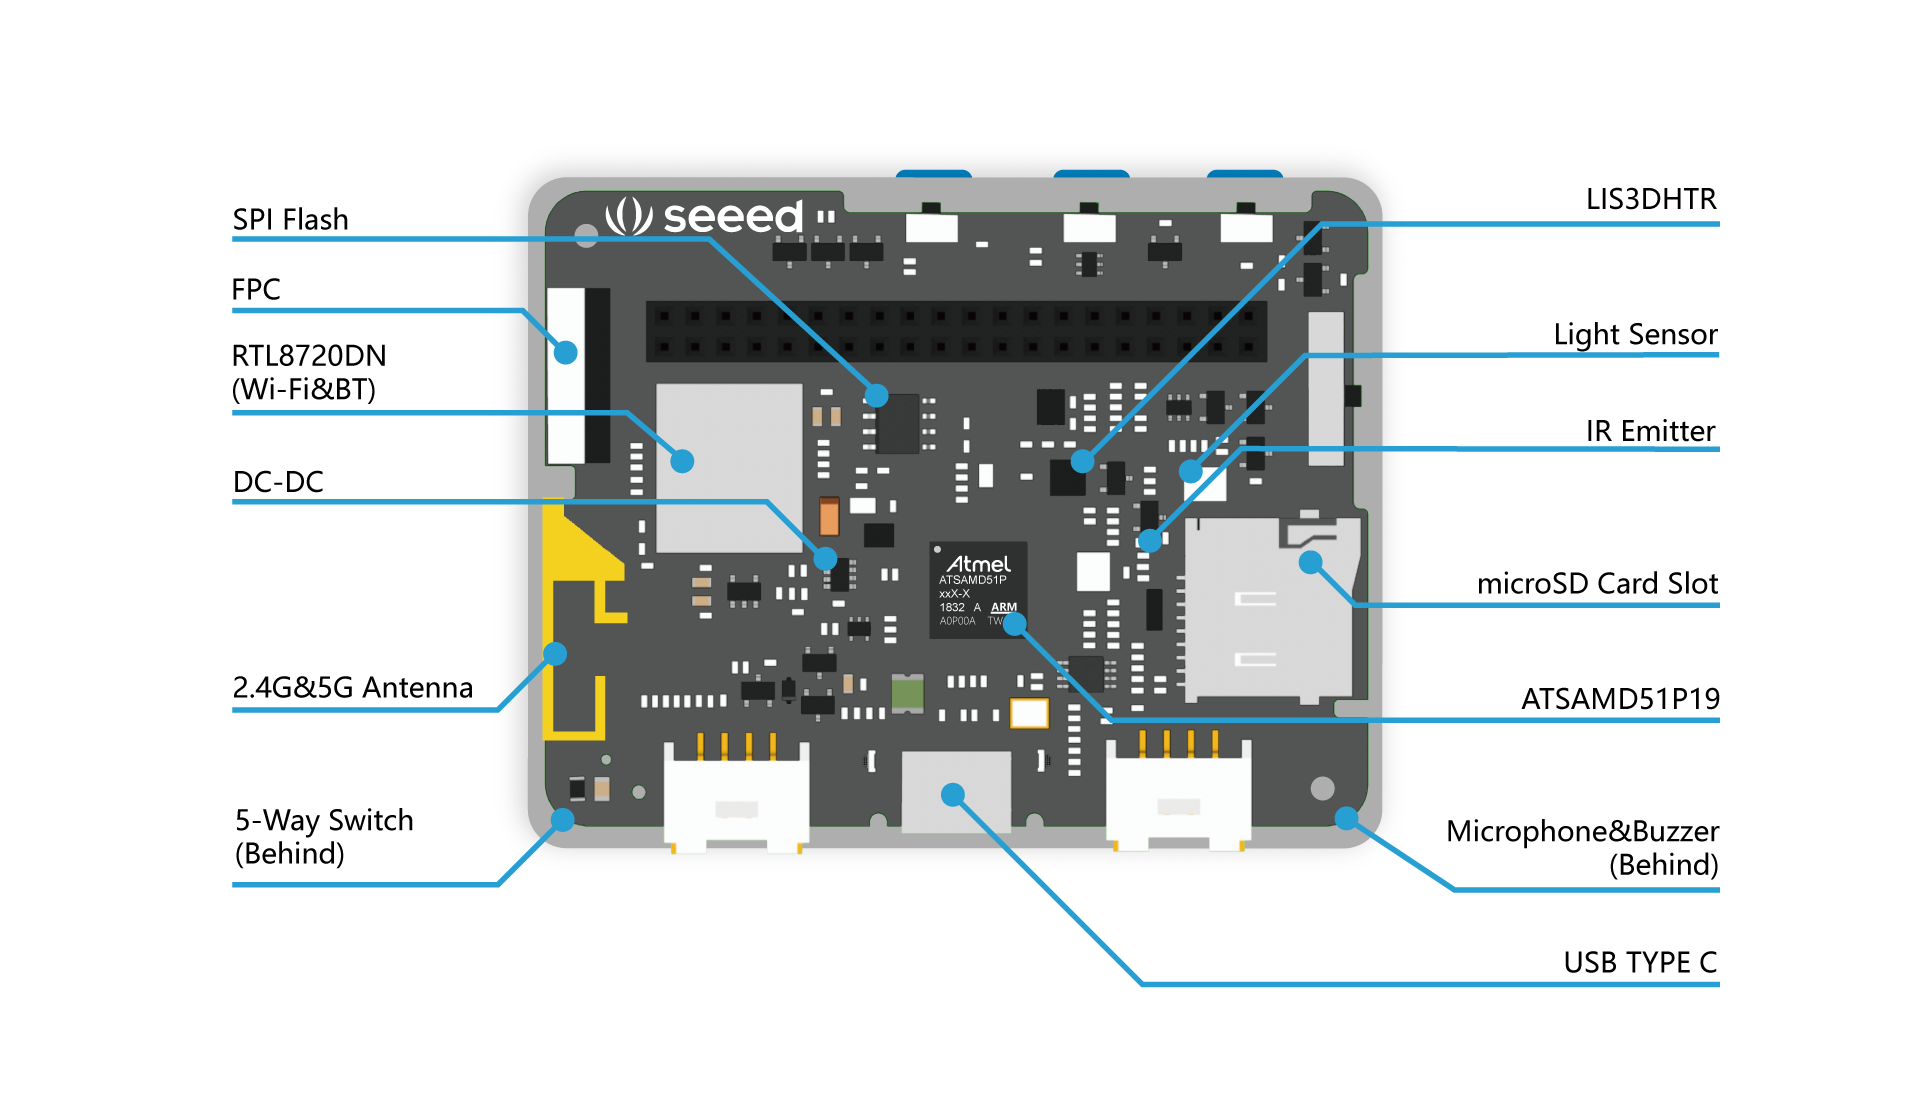 seeed
SPI Flash
FPC
RTL8720DN
(Wi-Fi&BT)
DC-DC
2.4G&5G Antenna
5-Way Switch
(Behind)
Atmel
ATSAMD51P
xxX-X
1832 A ARM
A0P00A TW
LIS3DHTR
Light Sensor
IR Emitter
microSD Card Slot
ATSAMD51P19
Microphone&Buzzer
(Behind)
USB TYPE C